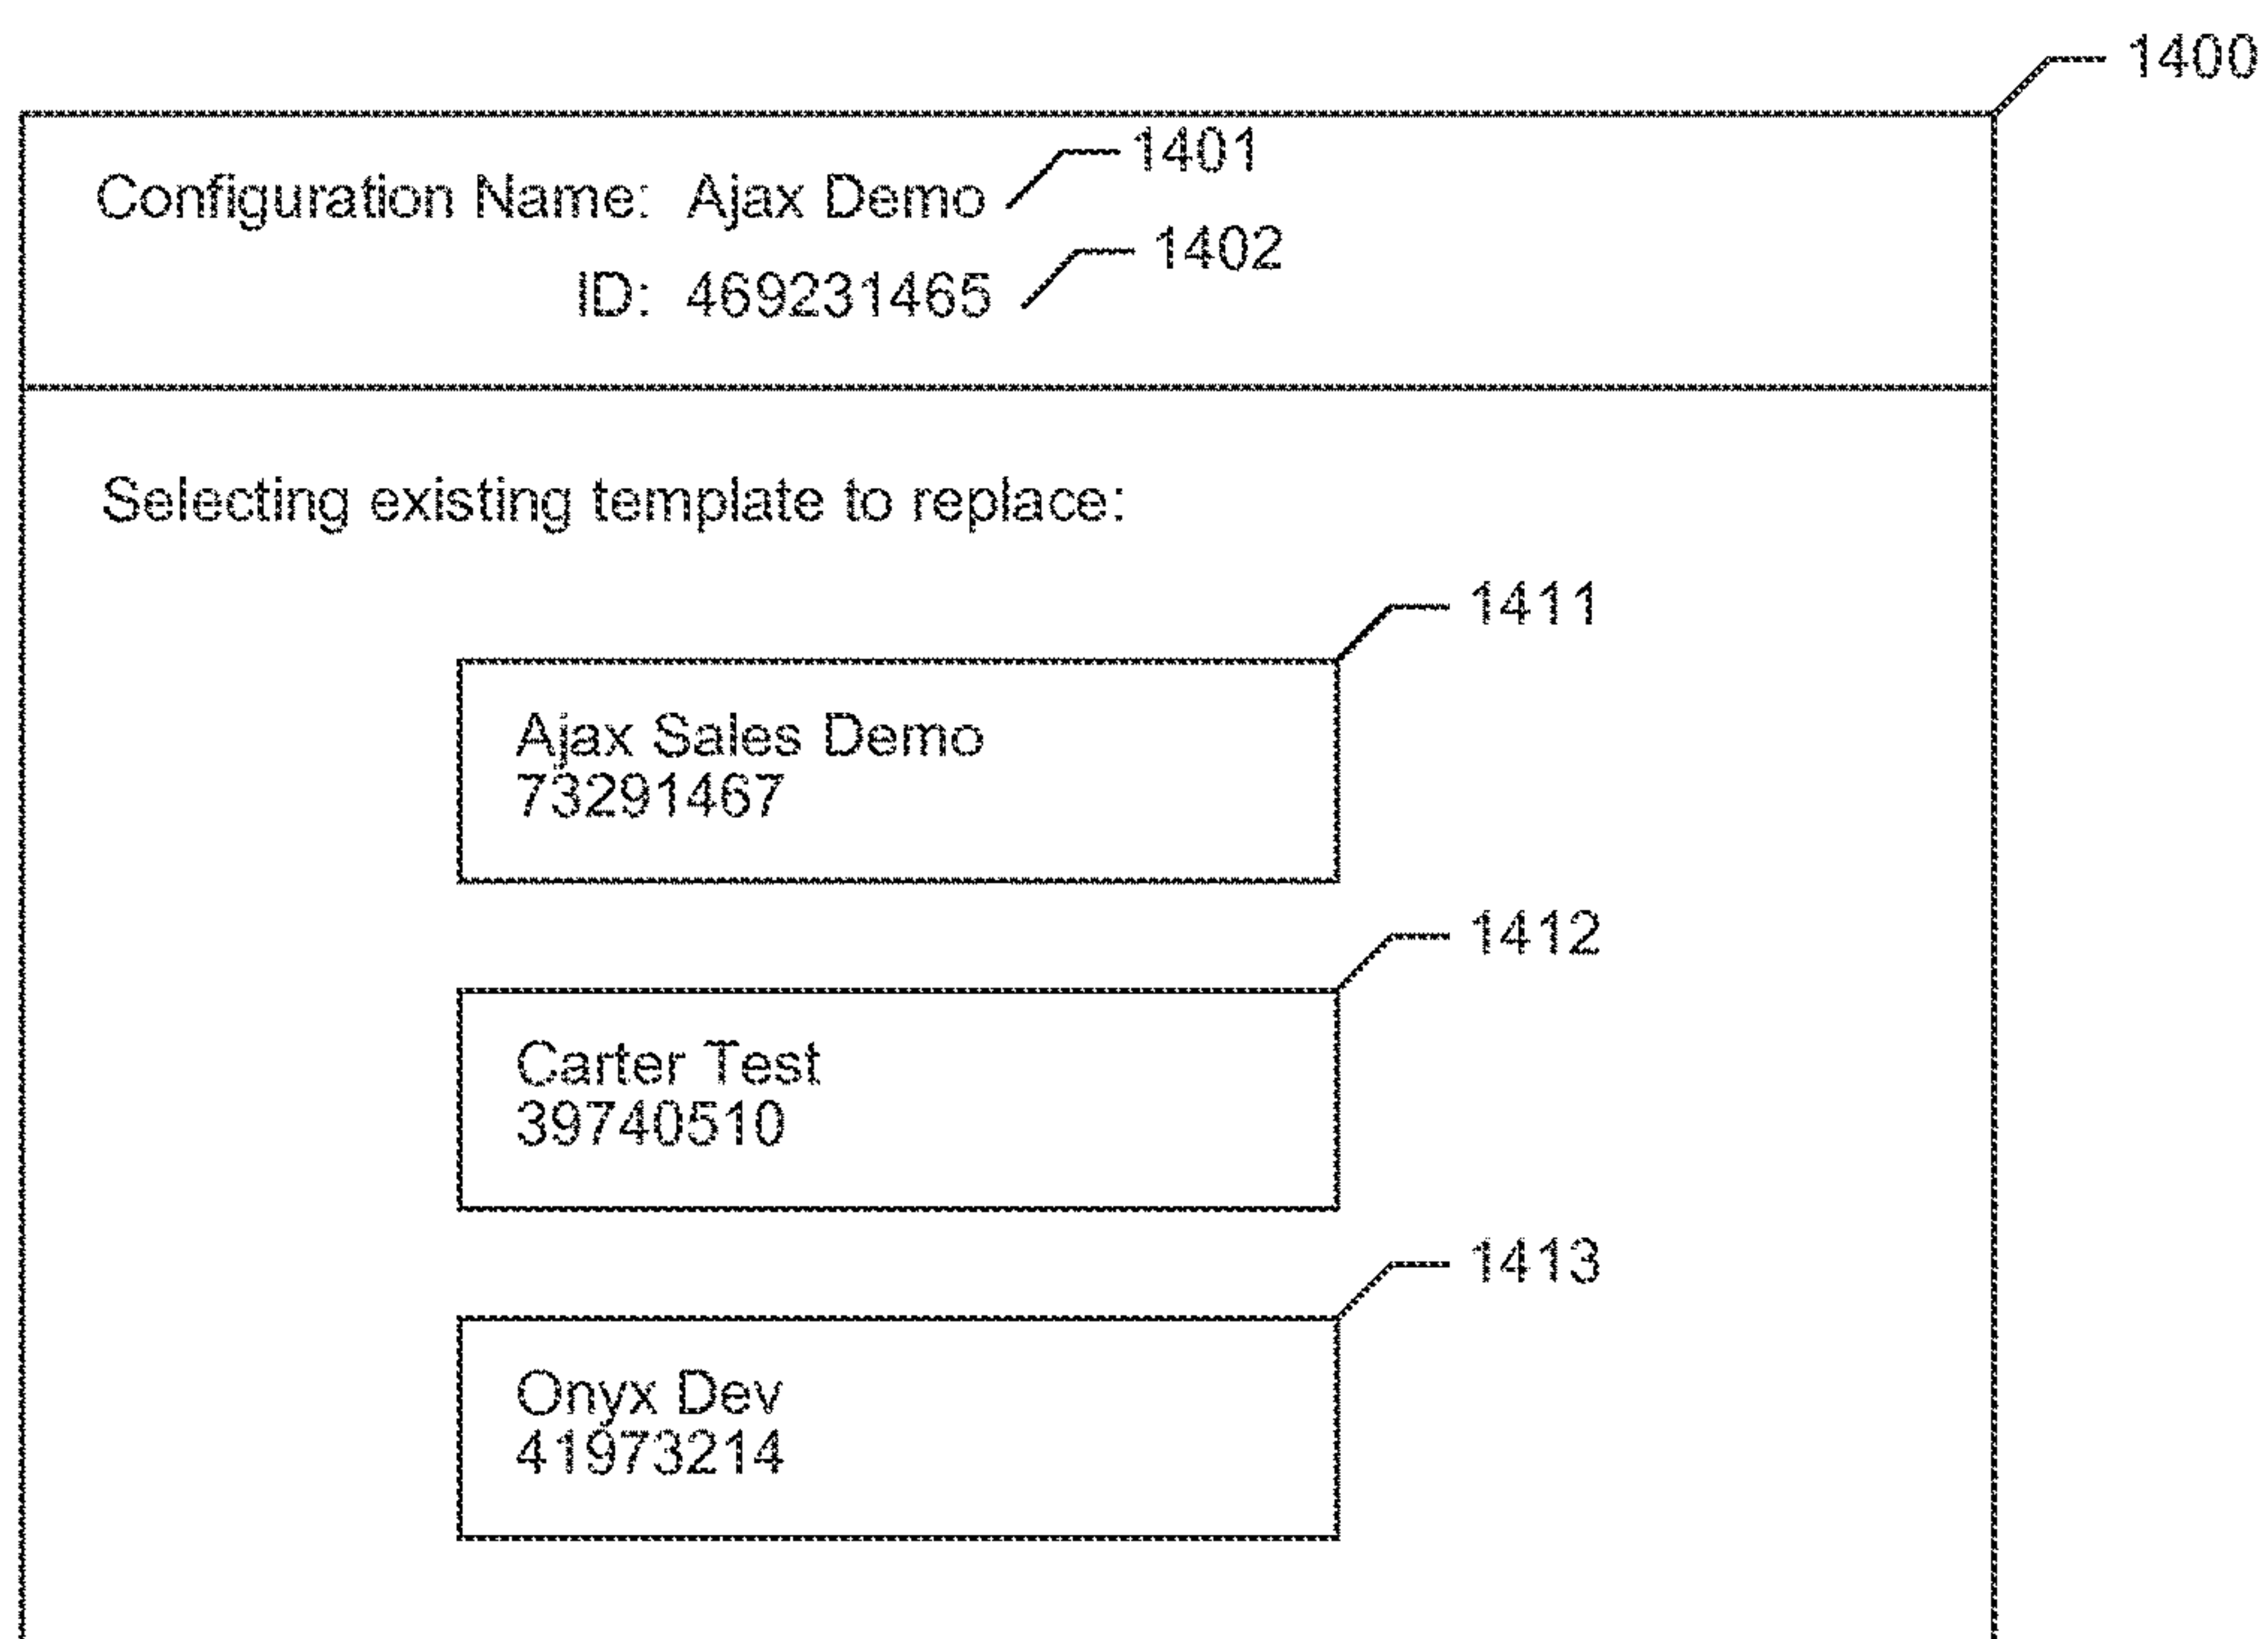 1400
1401
Configuration Name: Ajax Demo
1402
ID: 469231465
Selecting existing template to replace:
1411
Ajax Sales Demo
73291467
1412
Carter Test
39740510
1413
Onyx Dev
41973214